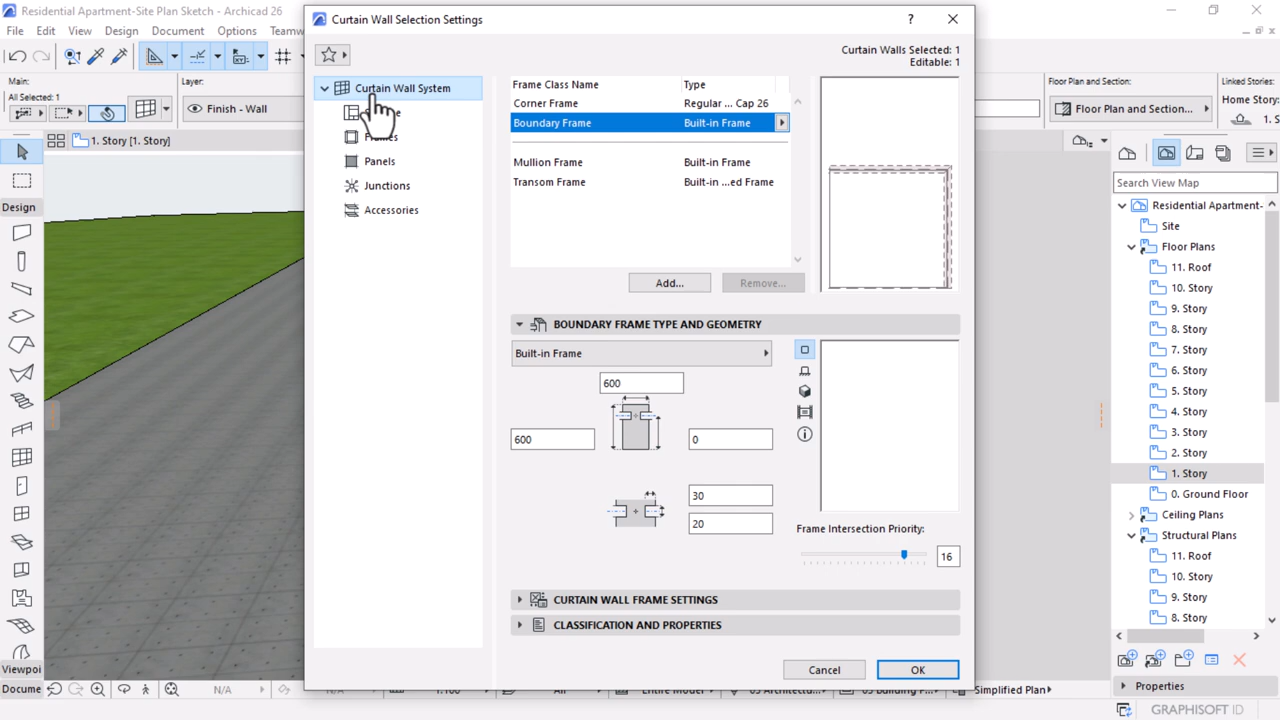 Residential Apartment-Site Plan Sketch - Archicad 26
File Edit View Design Document Options Teamw
Main:
All Selected: 1
Layer:
Finish - Wall
1. Story [1. Story]
Design
Viewpoi
Docume
Curtain Wall Selection Settings
?
Curtain Walls Selected: 1
Editable: 1
Curtain Wall System
Frames
Panels
Junctions
Accessories
Frame Class Name Type
Corner Frame Regular ... Cap 26
Boundary Frame Built-in Frame
Mullion Frame Built-in Frame
Transom Frame Built-in ...ed Frame
Add... Remove...
BOUNDARY FRAME TYPE AND GEOMETRY
Built-in Frame
600
600
0
30
20
Frame Intersection Priority:
16
CURTAIN WALL FRAME SETTINGS
CLASSIFICATION AND PROPERTIES
Cancel OK
N/A N/A 1:100 All Entire Model Simplified Plan
Floor Plan and Section:
Floor Plan and Section...
Linked Stories:
Home Story:
1. S
Search View Map
Residential Apartment-
Site
Floor Plans
11. Roof
10. Story
9. Story
8. Story
7. Story
6. Story
5. Story
4. Story
3. Story
2. Story
1. Story
0. Ground Floor
Ceiling Plans
Structural Plans
11. Roof
10. Story
9. Story
8. Story
Properties
GRAPHISOFT ID